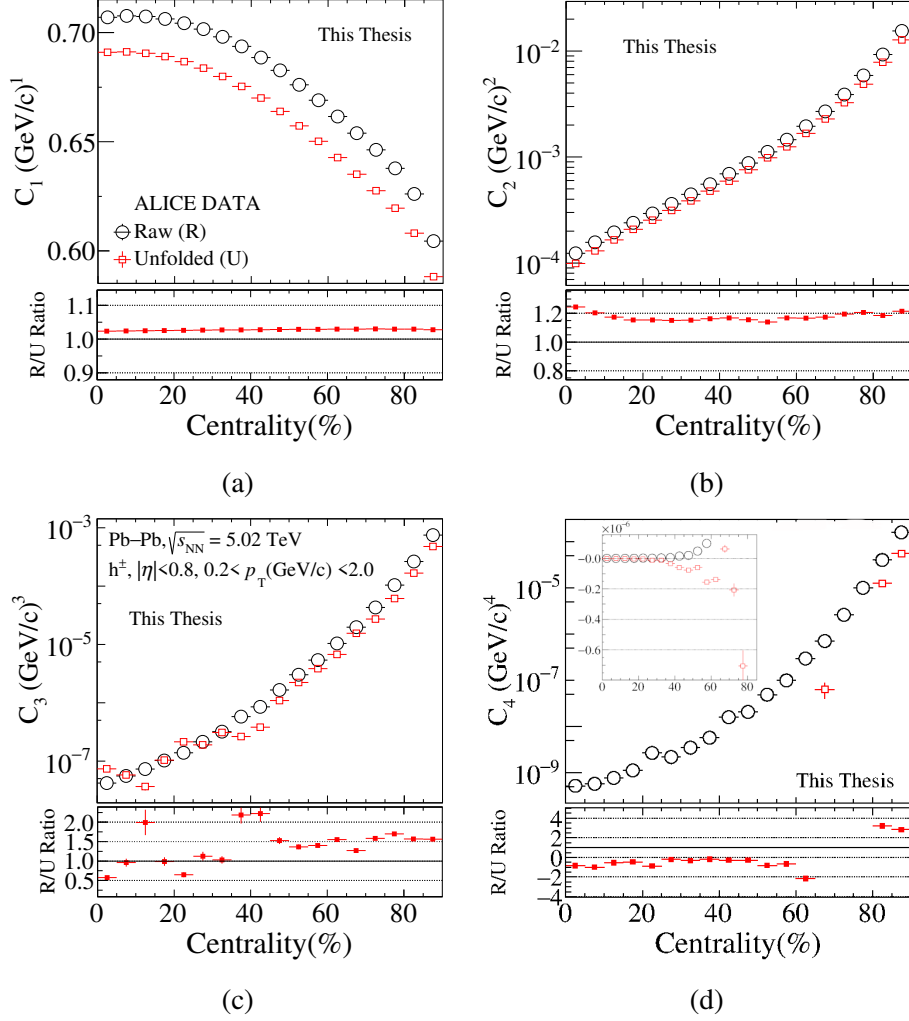 0.70
0.65
0.60
C₁ (GeV/c)¹
This Thesis
ALICE DATA
Raw (R)
Unfolded (U)
1.1
1.0
0.9
R/U Ratio
0 20 40 60 80
Centrality(%)
(a)
10⁻²
10⁻³
10⁻⁴
C₂ (GeV/c)²
This Thesis
1.2
1.0
0.8
R/U Ratio
0 20 40 60 80
Centrality(%)
(b)
10⁻³
10⁻⁵
10⁻⁷
C₃ (GeV/c)³
Pb–Pb,√sNN = 5.02 TeV
h±, |η|<0.8, 0.2< pT(GeV/c) <2.0
This Thesis
2.0
1.5
1.0
0.5
R/U Ratio
0 20 40 60 80
Centrality(%)
(c)
10⁻⁵
10⁻⁷
10⁻⁹
C₄ (GeV/c)⁴
×10⁻⁶
−0.0
−0.2
−0.4
−0.6
0 10 20 30 40 50 60 70 80
This Thesis
4
2
0
−2
−4
R/U Ratio
0 20 40 60 80
Centrality(%)
(d)